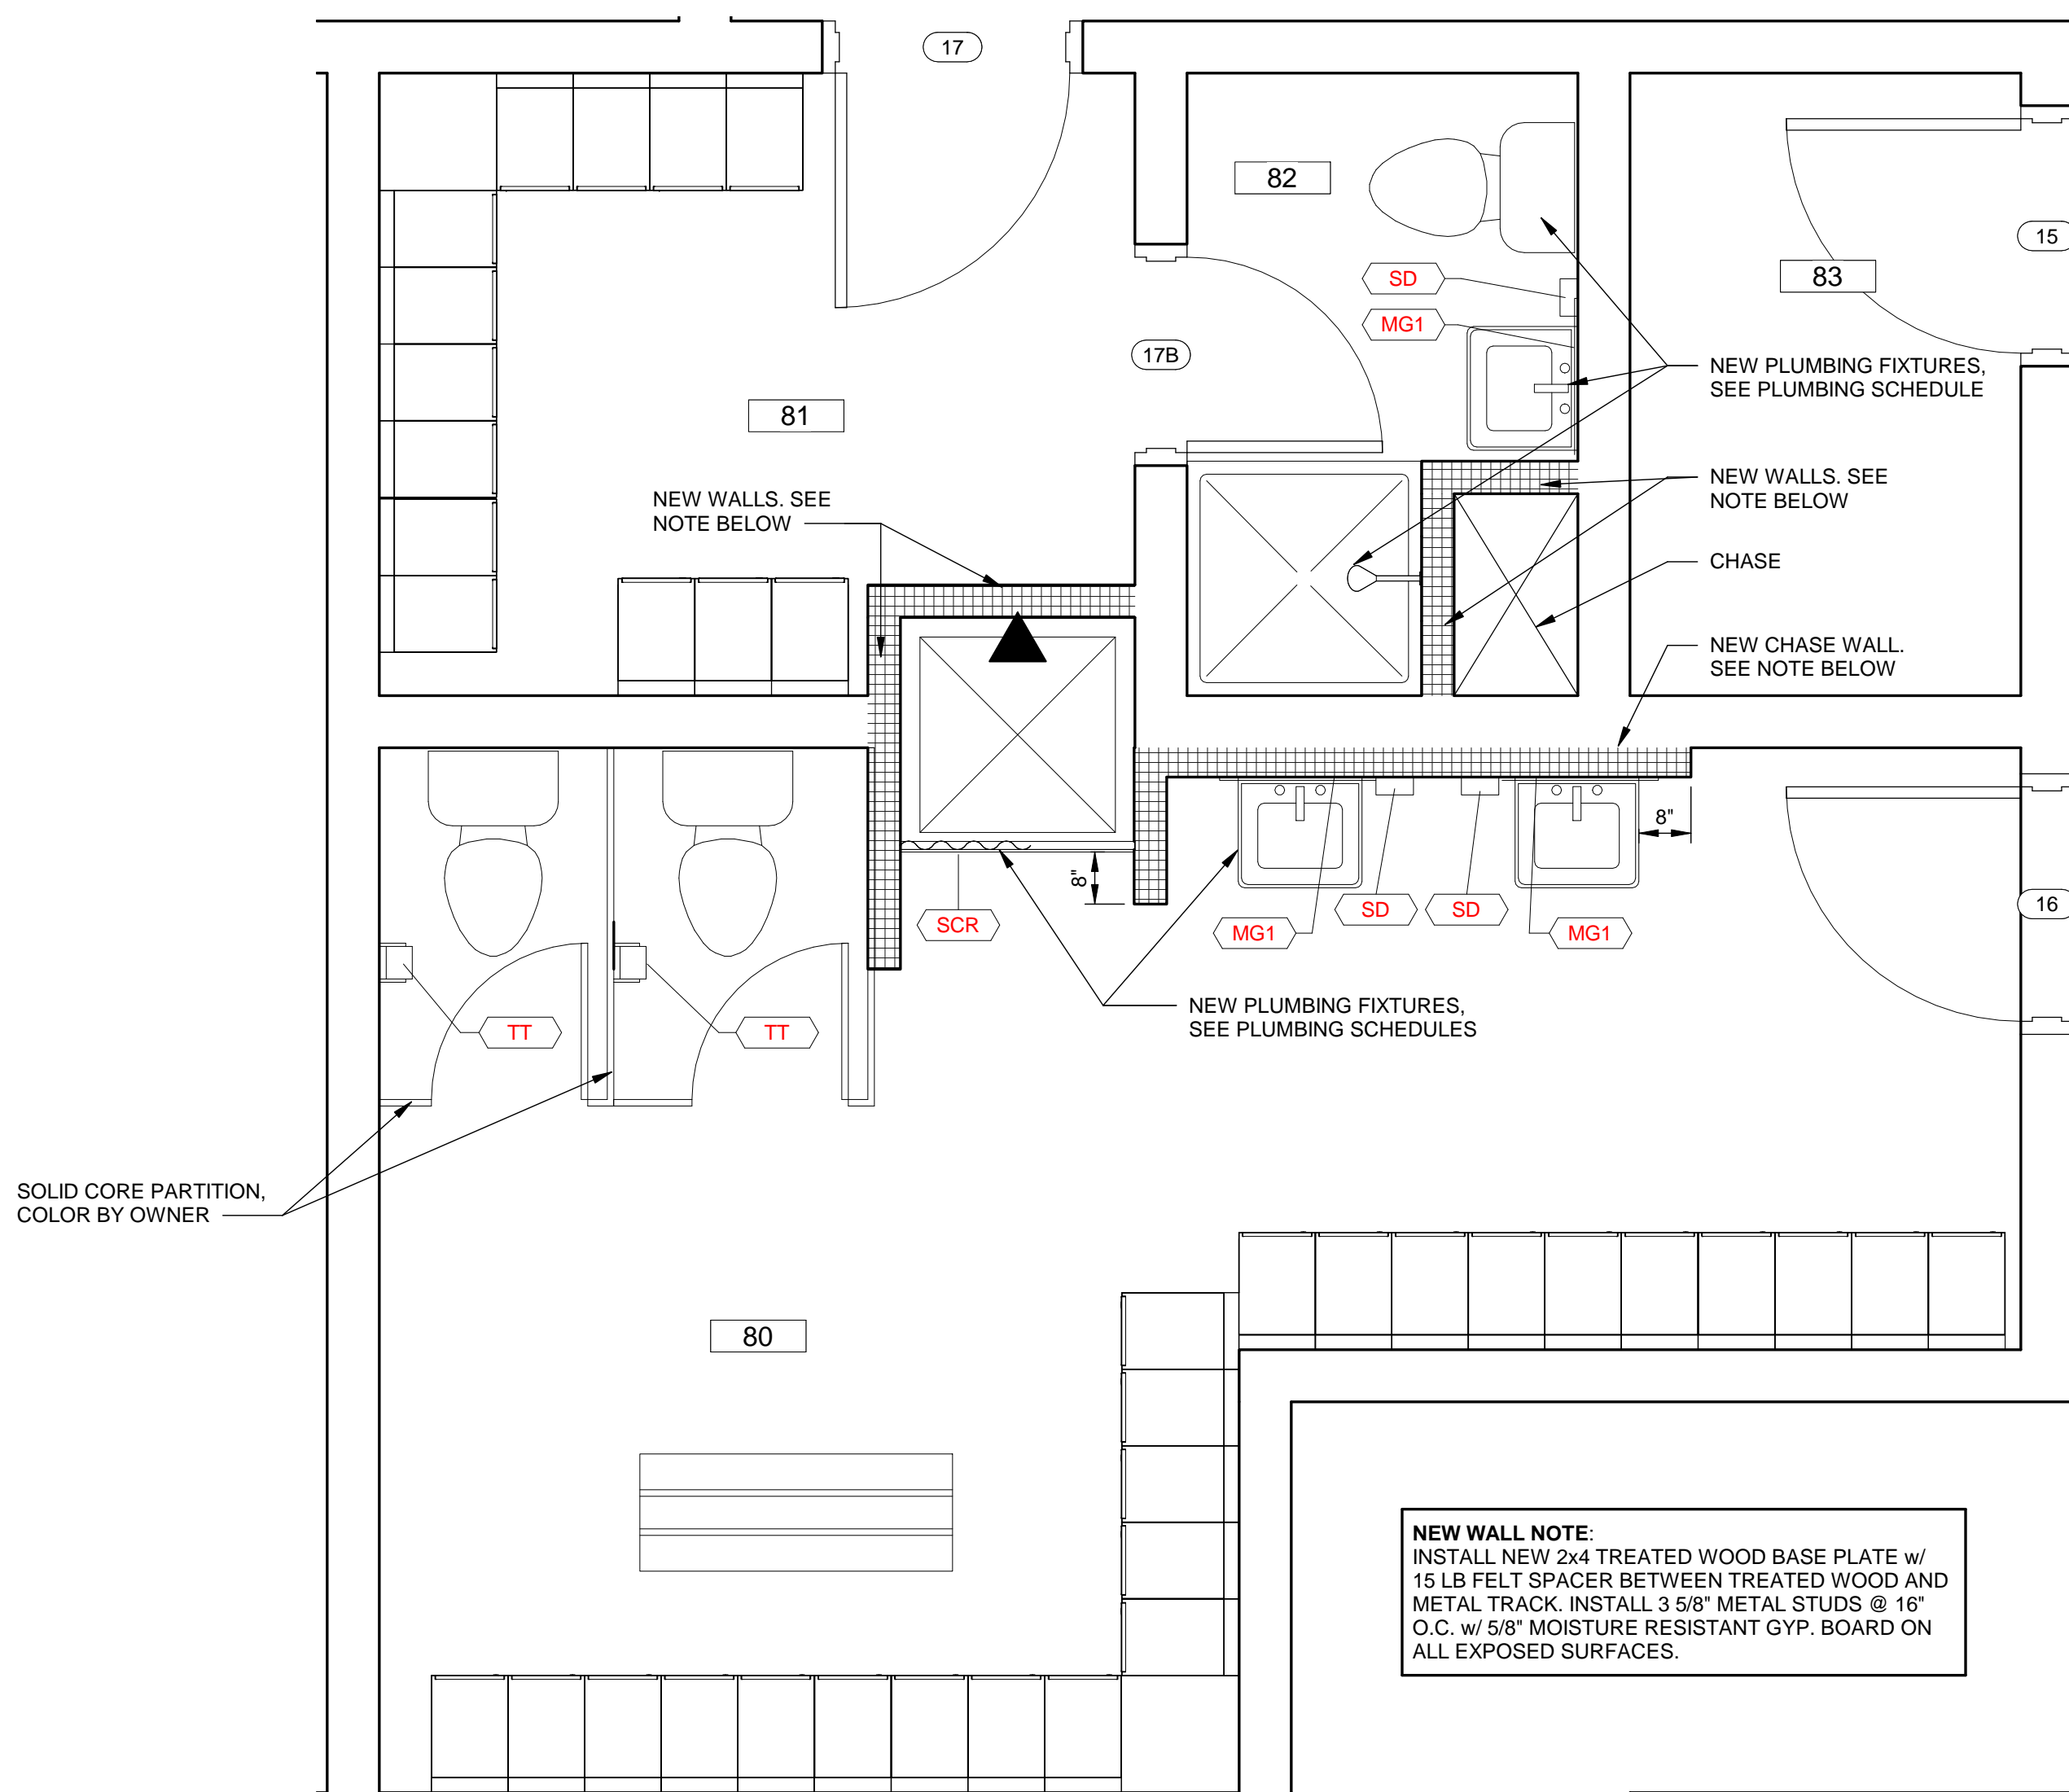 17
82
15
SD
83
MG1
17B
NEW PLUMBING FIXTURES,
SEE PLUMBING SCHEDULE
81
NEW WALLS. SEE
NOTE BELOW
NEW WALLS. SEE
NOTE BELOW
CHASE
NEW CHASE WALL.
SEE NOTE BELOW
8"
8"
SCR
SD
SD
MG1
MG1
16
NEW PLUMBING FIXTURES,
SEE PLUMBING SCHEDULES
TT
TT
SOLID CORE PARTITION,
COLOR BY OWNER
80
NEW WALL NOTE:
INSTALL NEW 2x4 TREATED WOOD BASE PLATE w/
15 LB FELT SPACER BETWEEN TREATED WOOD AND
METAL TRACK. INSTALL 3 5/8" METAL STUDS @ 16"
O.C. w/ 5/8" MOISTURE RESISTANT GYP. BOARD ON
ALL EXPOSED SURFACES.